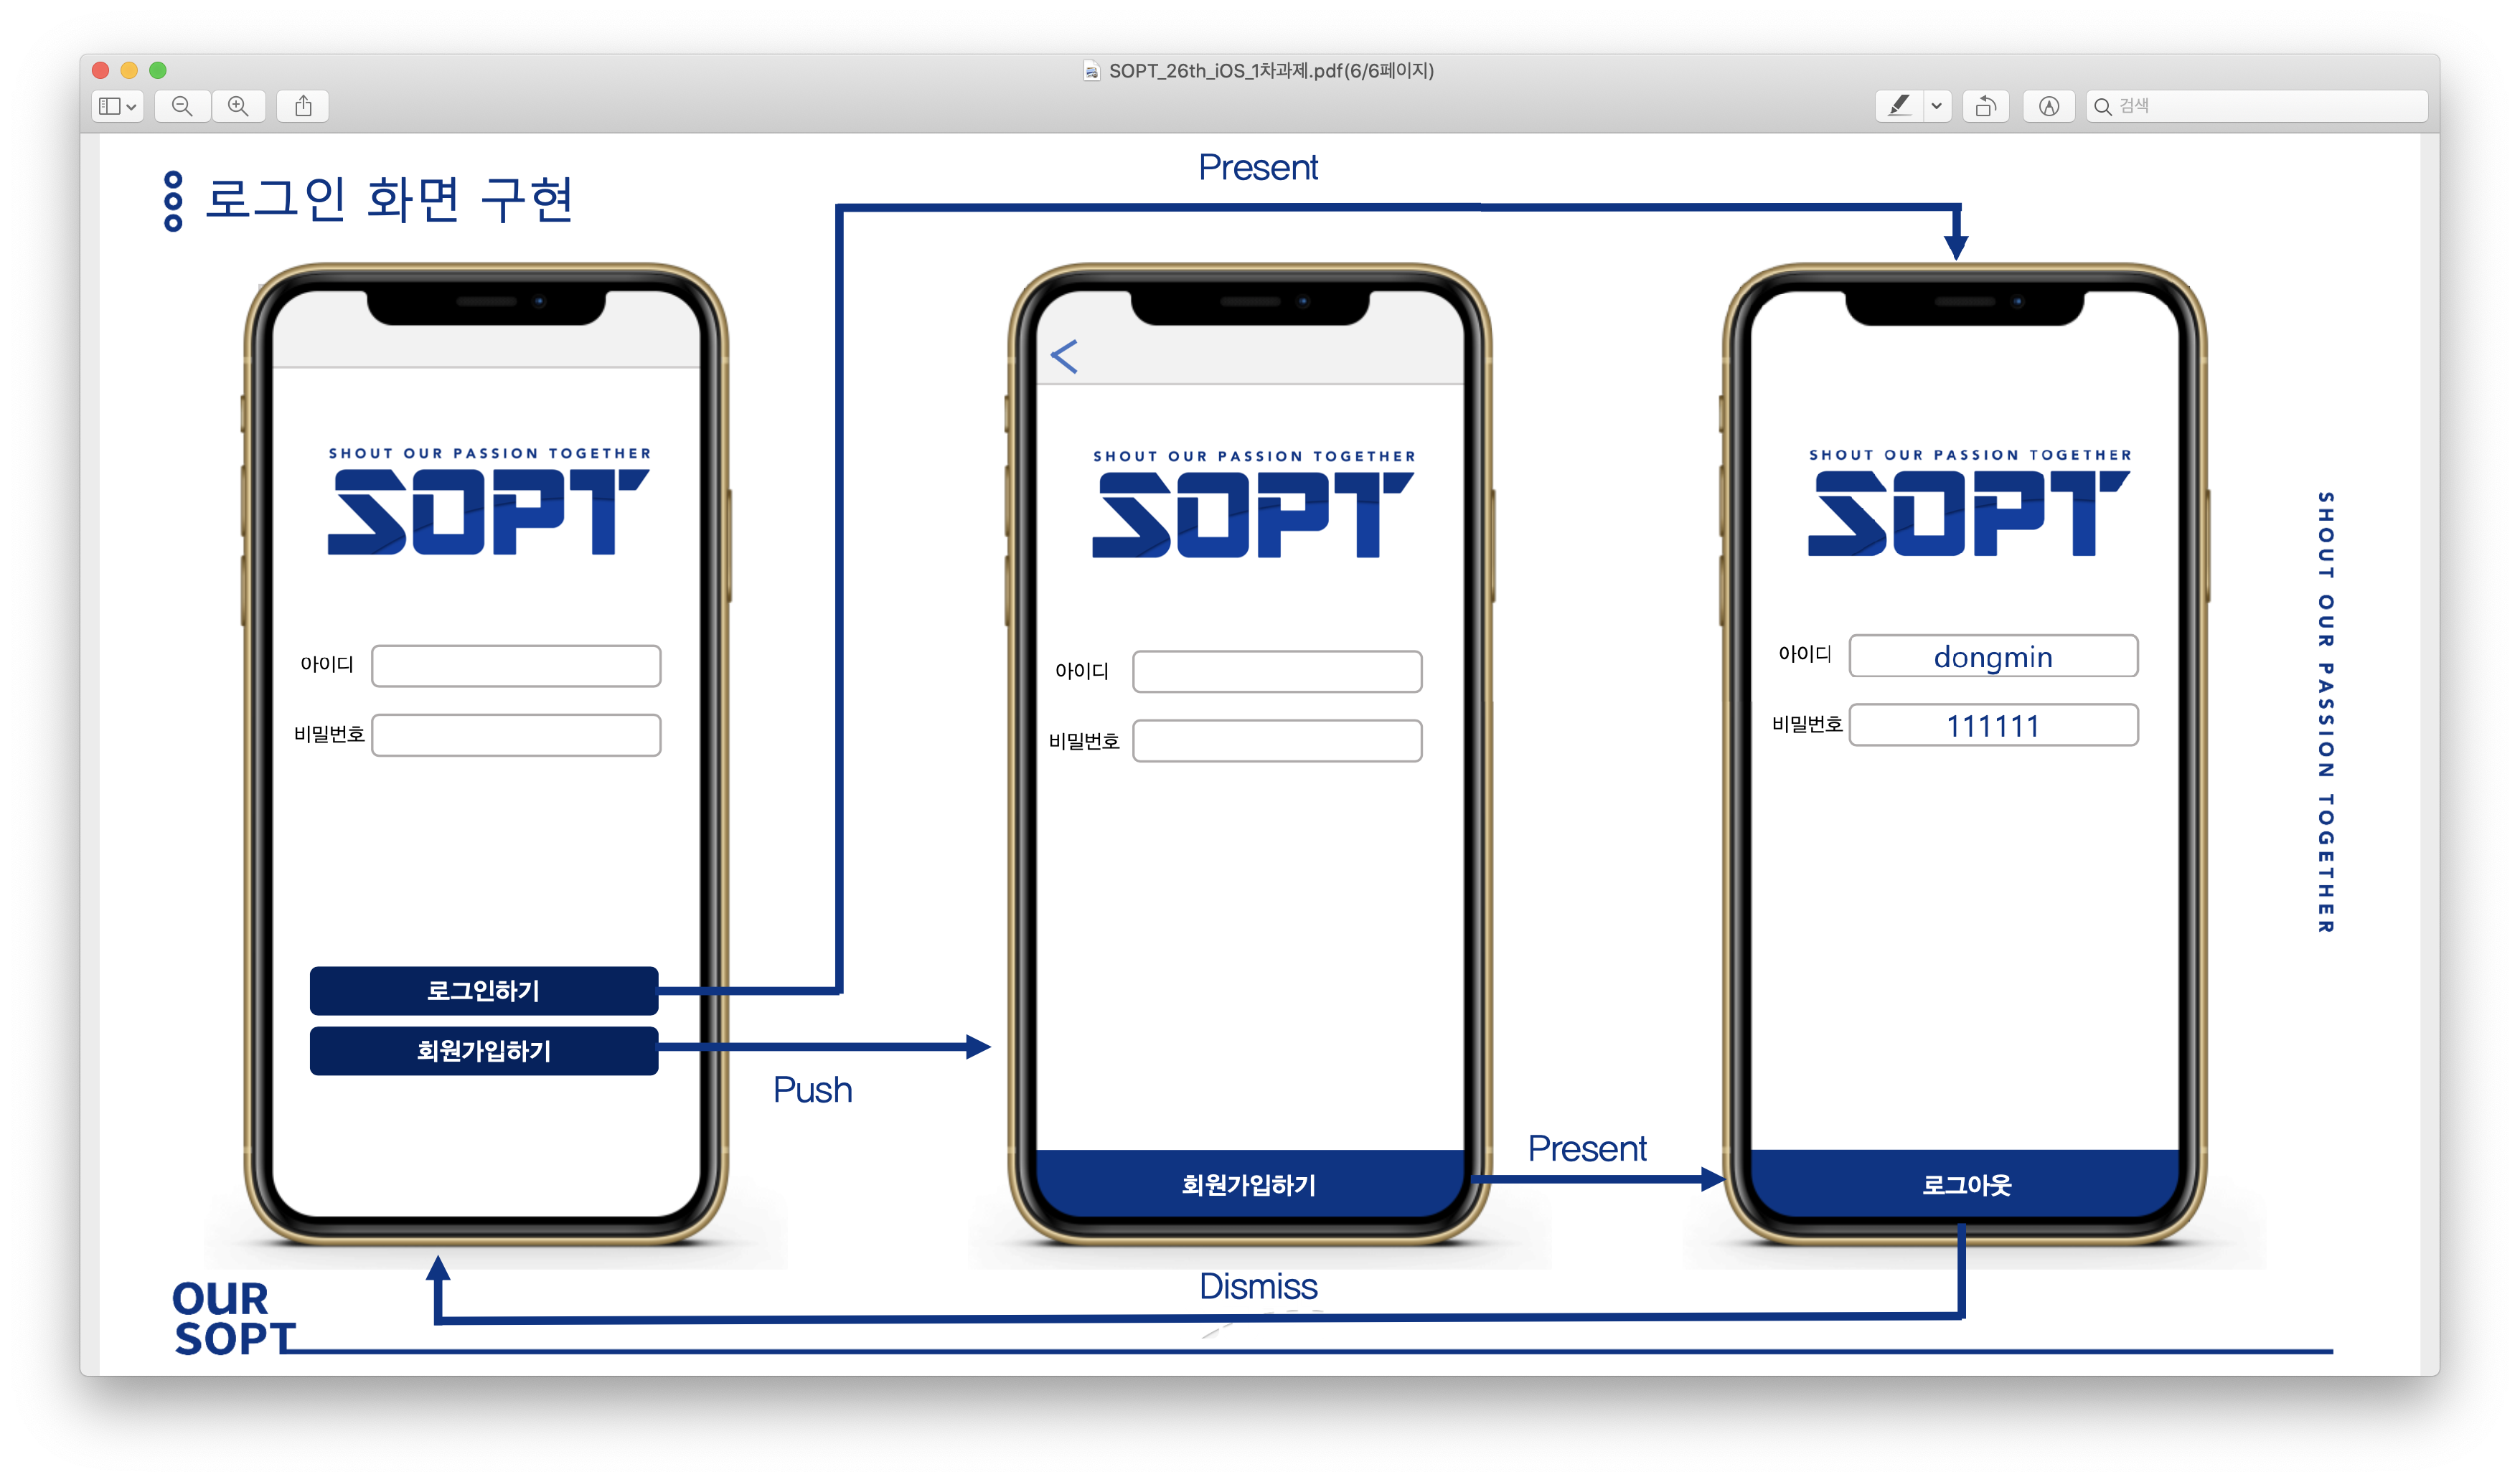 SOPT_26th_iOS_1차과제.pdf(6/6페이지)
검색
로그인 화면 구현
Present
SHOUT OUR PASSION TOGETHER
SOPT
아이디
비밀번호
로그인하기
회원가입하기
Push
SHOUT OUR PASSION TOGETHER
SOPT
아이디
비밀번호
회원가입하기
Present
SHOUT OUR PASSION TOGETHER
SOPT
아이디 dongmin
비밀번호 111111
로그아웃
Dismiss
SHOUT OUR PASSION TOGETHER
OUR
SOPT